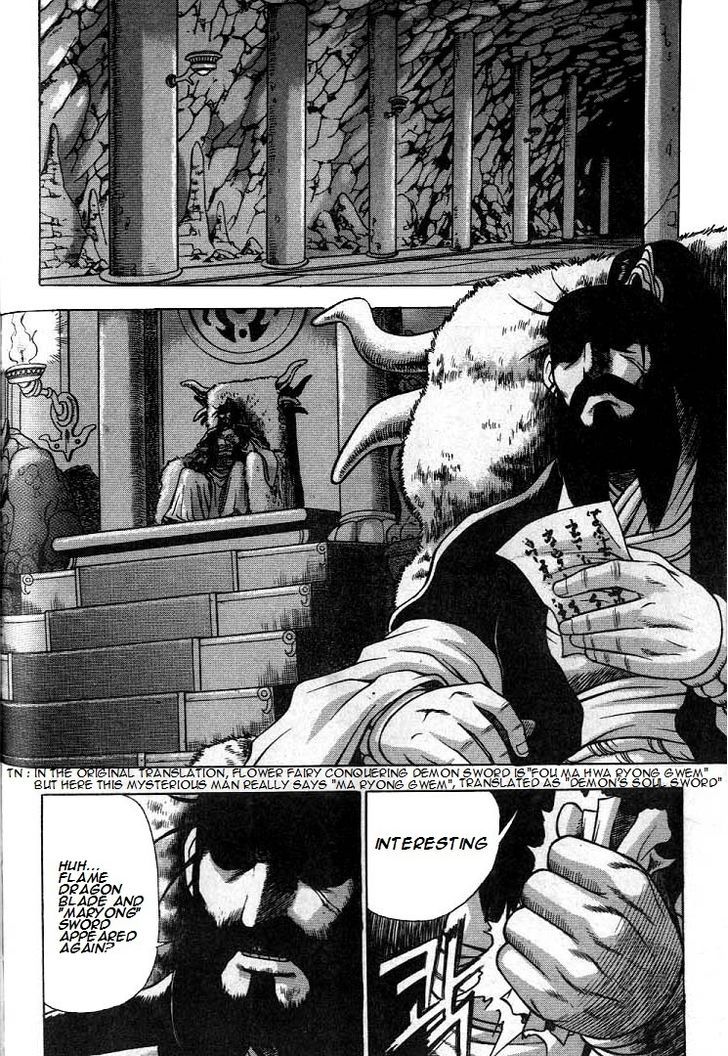 TN : IN THE ORIGINAL TRANSLATION, FLOWER FAIRY CONQUERING DEMON SWORD IS "FOU MA HWA RYONG GWEM"
BUT HERE THIS MYSTERIOUS MAN REALLY SAYS "MA RYONG GWEM", TRANSLATED AS "DEMON'S SOUL SWORD"
HUH...
FLAME
DRAGON
BLADE AND
"MARYONG"
SWORD
APPEARED
AGAIN?
INTERESTING